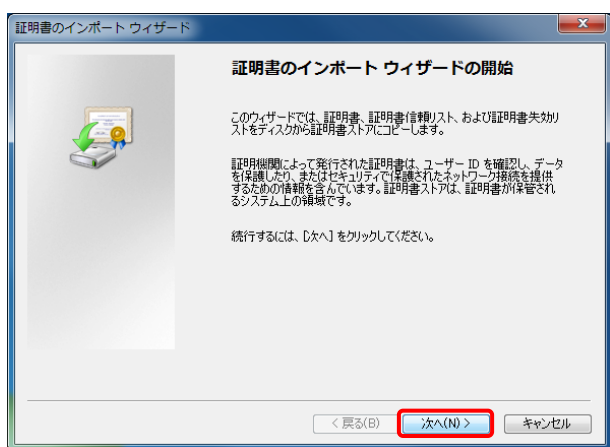 証明書のインポート ウィザード
証明書のインポート ウィザードの開始
このウィザードでは、証明書、証明書信頼リスト、および証明書失効リ
ストをディスクから証明書ストアにコピーします。
証明機関によって発行された証明書は、ユーザー ID を確認し、データ
を保護したり、またはセキュリティで保護されたネットワーク接続を提供
するための情報を含んでいます。証明書ストアは、証明書が保管され
るシステム上の領域です。
続行するには、[次へ] をクリックしてください。
< 戻る(B)
次へ(N) >
キャンセル